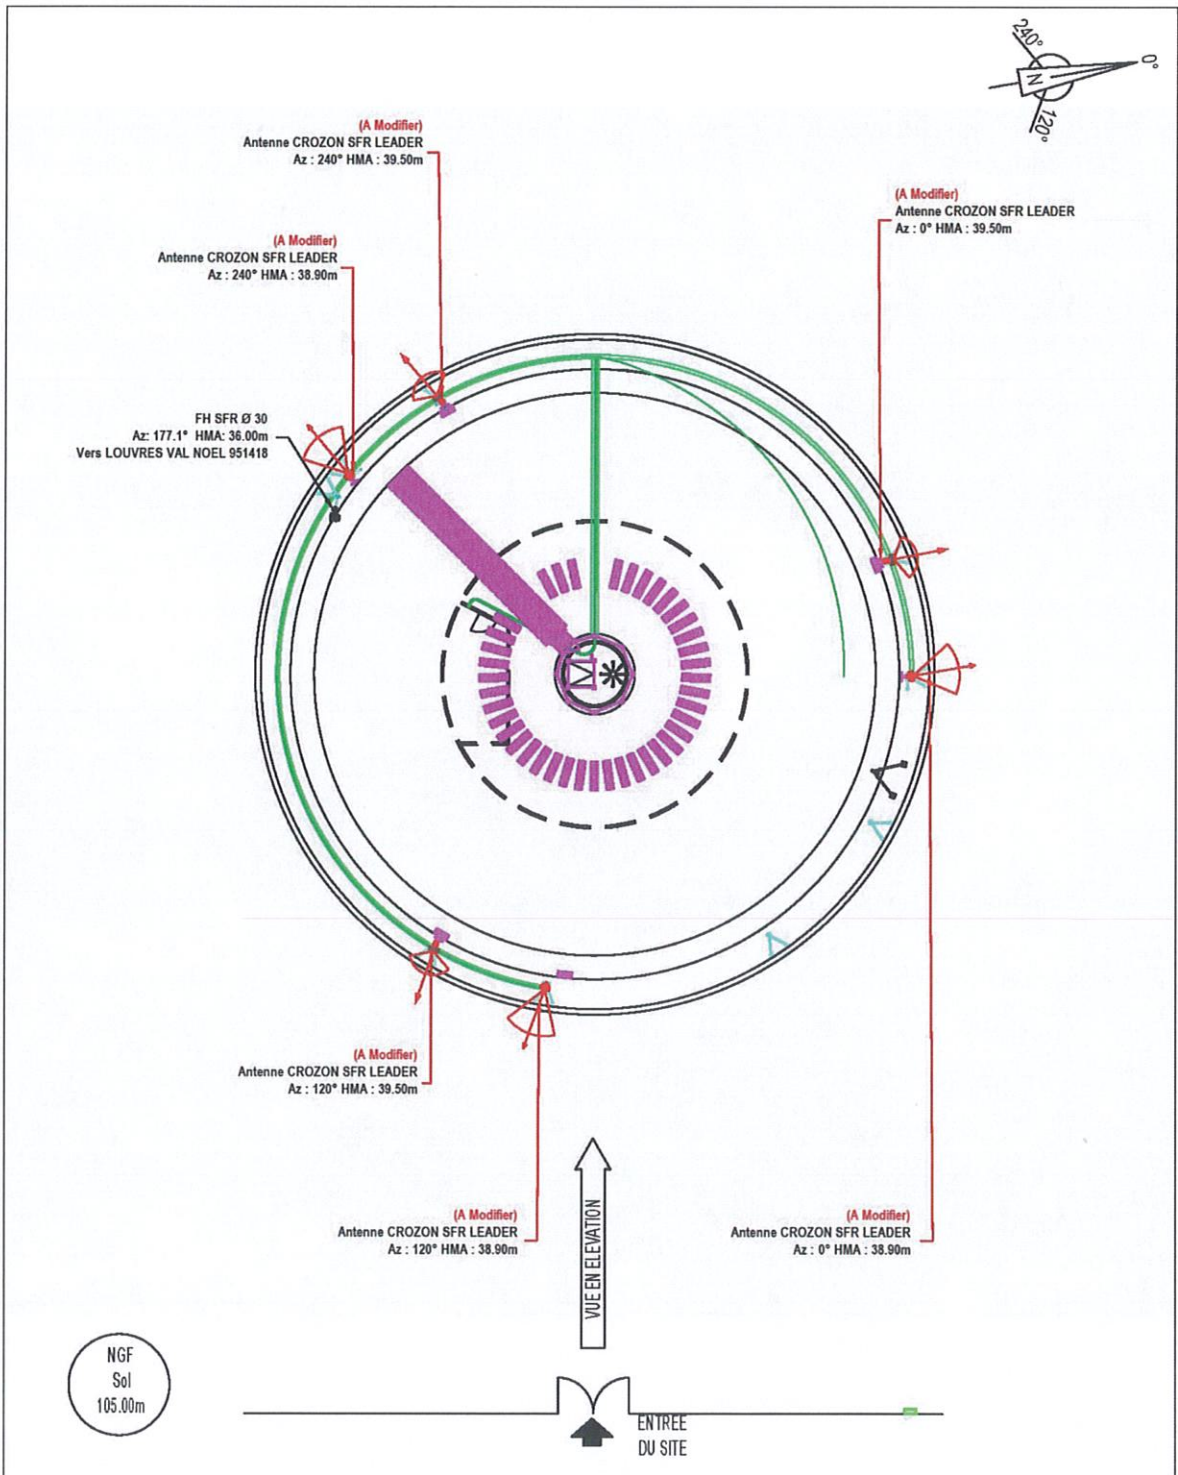 240°
0°
N
120°
(A Modifier)
Antenne CROZON SFR LEADER
Az : 240° HMA : 39.50m
(A Modifier)
Antenne CROZON SFR LEADER
Az : 0° HMA : 39.50m
(A Modifier)
Antenne CROZON SFR LEADER
Az : 240° HMA : 38.90m
FH SFR Ø 30
Az: 177.1° HMA: 36.00m
Vers LOUVRES VAL NOEL 951418
(A Modifier)
Antenne CROZON SFR LEADER
Az : 120° HMA : 39.50m
(A Modifier)
Antenne CROZON SFR LEADER
Az : 120° HMA : 38.90m
VUE EN ELEVATION
(A Modifier)
Antenne CROZON SFR LEADER
Az : 0° HMA : 38.90m
NGF
Sol
105.00m
ENTREE
DU SITE